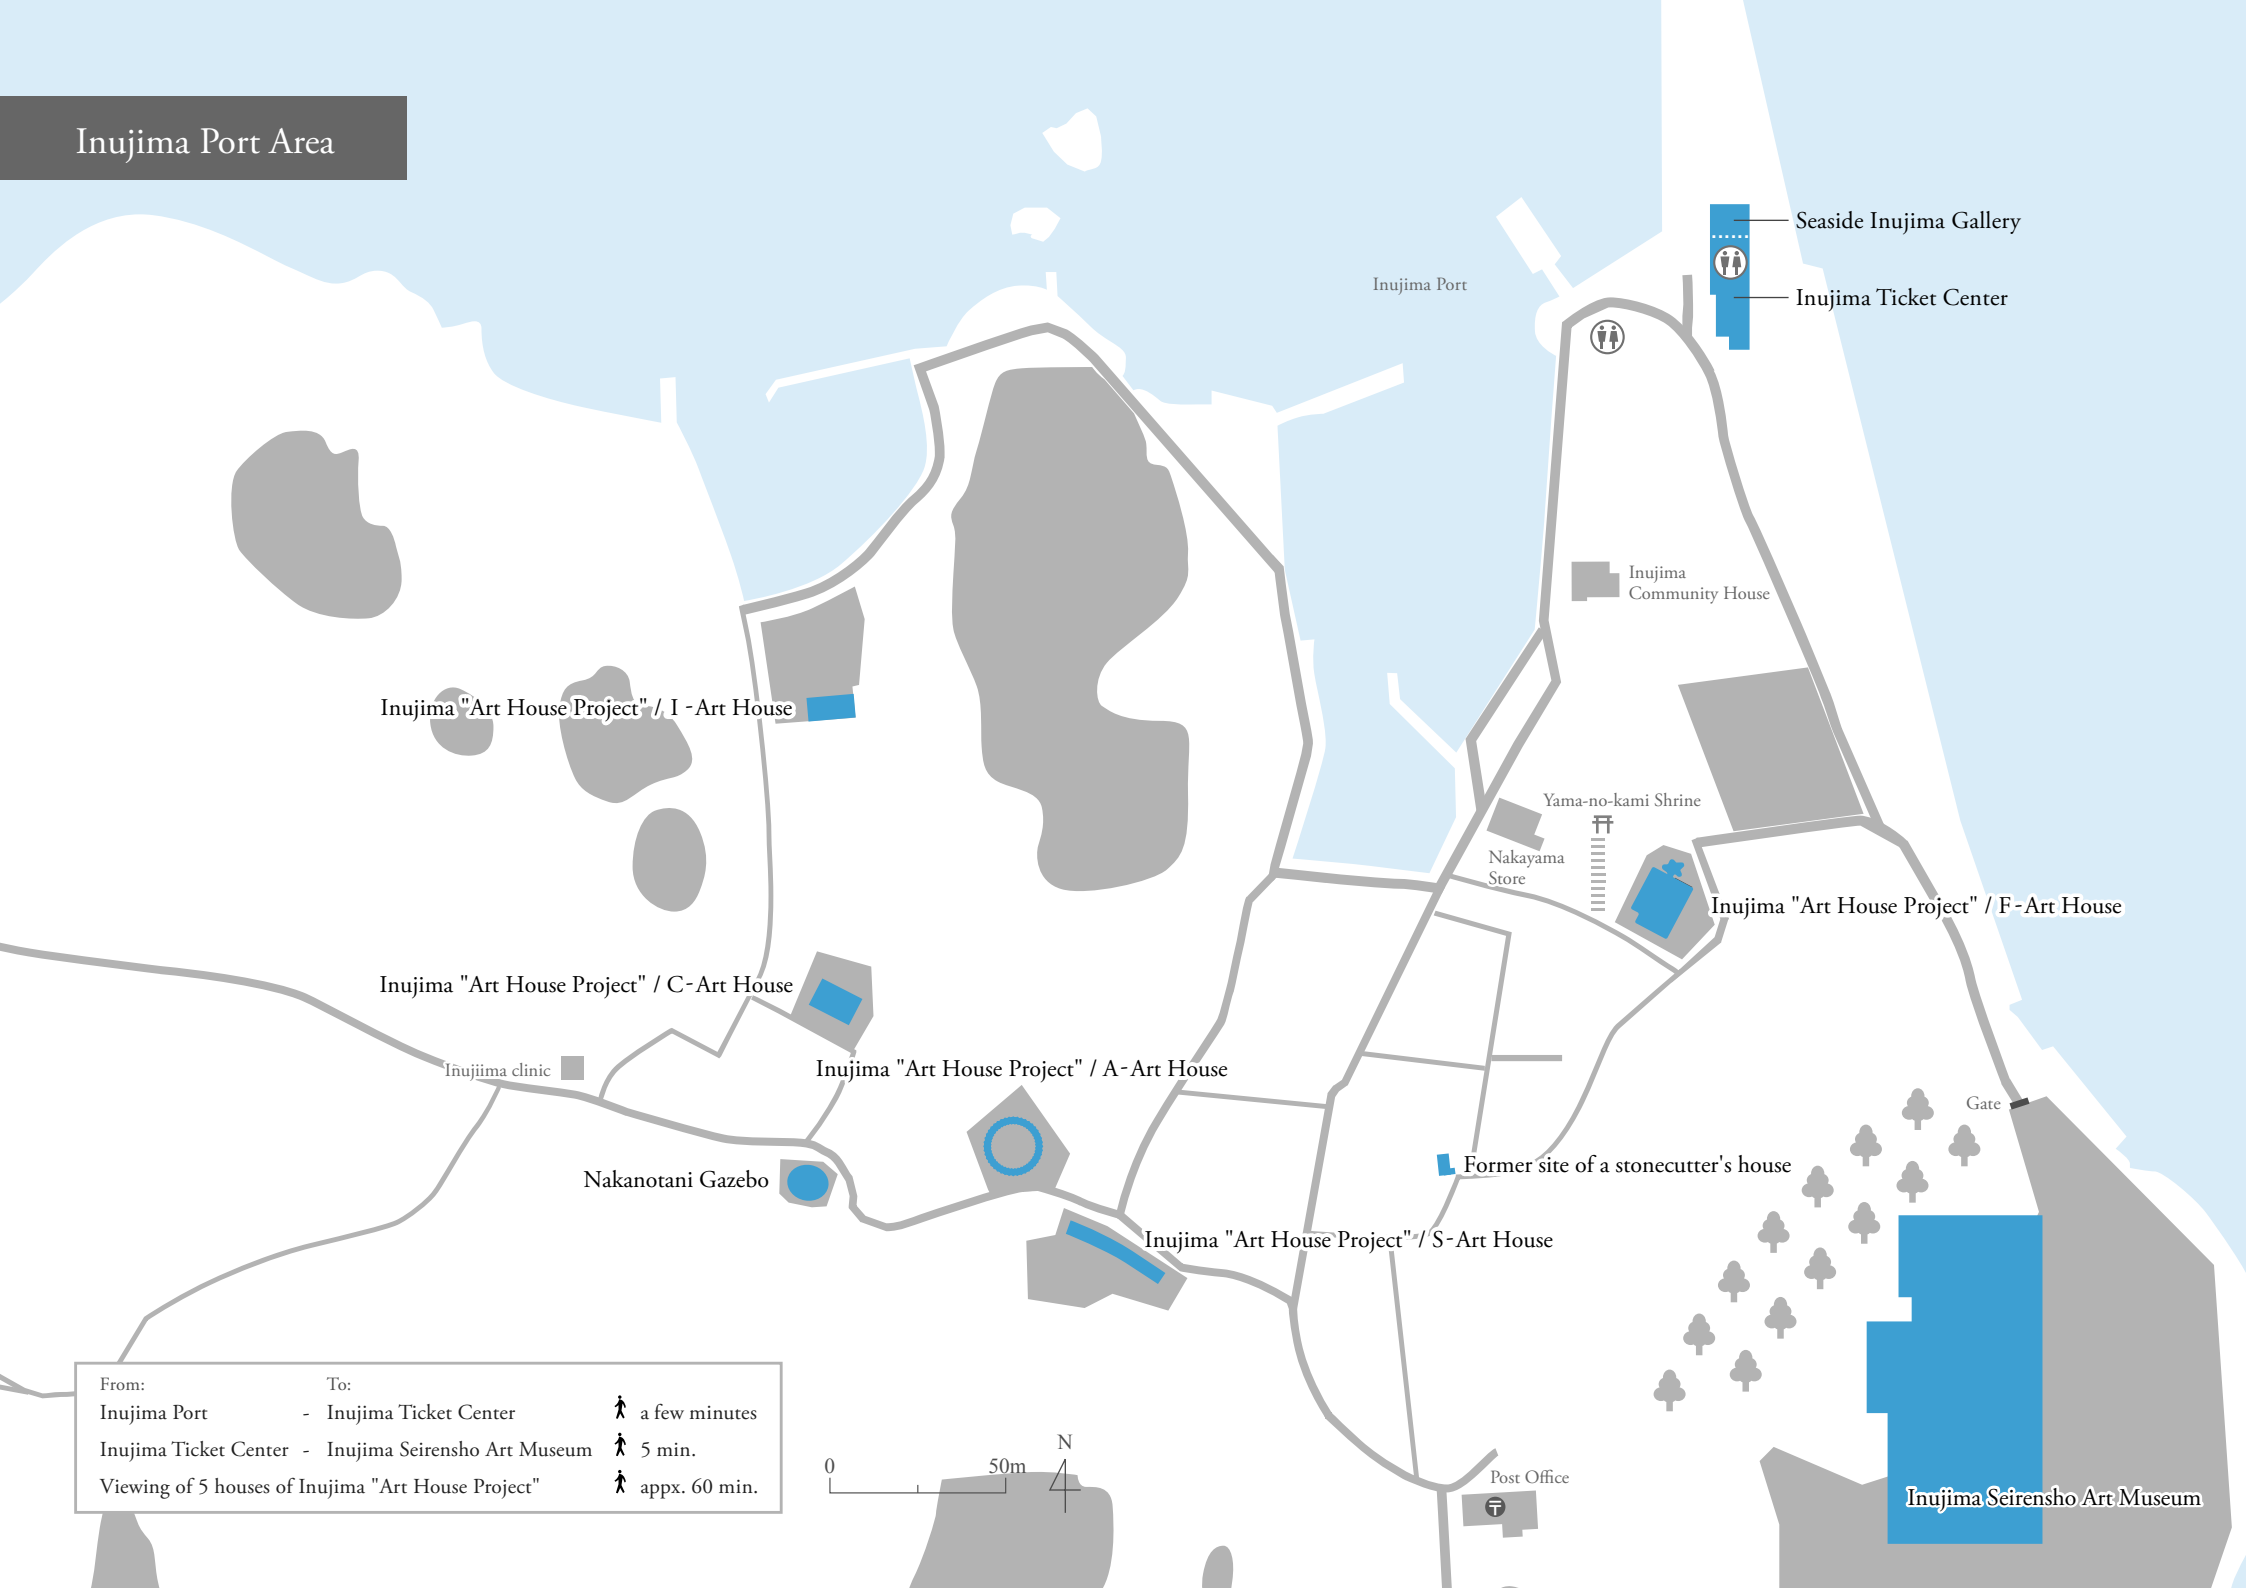 Inujima Port Area
Seaside Inujima Gallery
Inujima Port
Inujima Ticket Center
Inujima
Community House
Inujima "Art House Project" / I -Art House
Yama-no-kami Shrine
Nakayama
Store
Inujima "Art House Project" / F-Art House
Inujima "Art House Project" / C-Art House
Inujiima clinic
Inujima "Art House Project" / A-Art House
Gate
Nakanotani Gazebo
Former site of a stonecutter's house
Inujima "Art House Project" / S-Art House
From: To:
Inujima Port - Inujima Ticket Center a few minutes
Inujima Ticket Center - Inujima Seirensho Art Museum 5 min.
Viewing of 5 houses of Inujima "Art House Project" appx. 60 min.
N
0 50m
Post Office
〒
Inujima Seirensho Art Museum